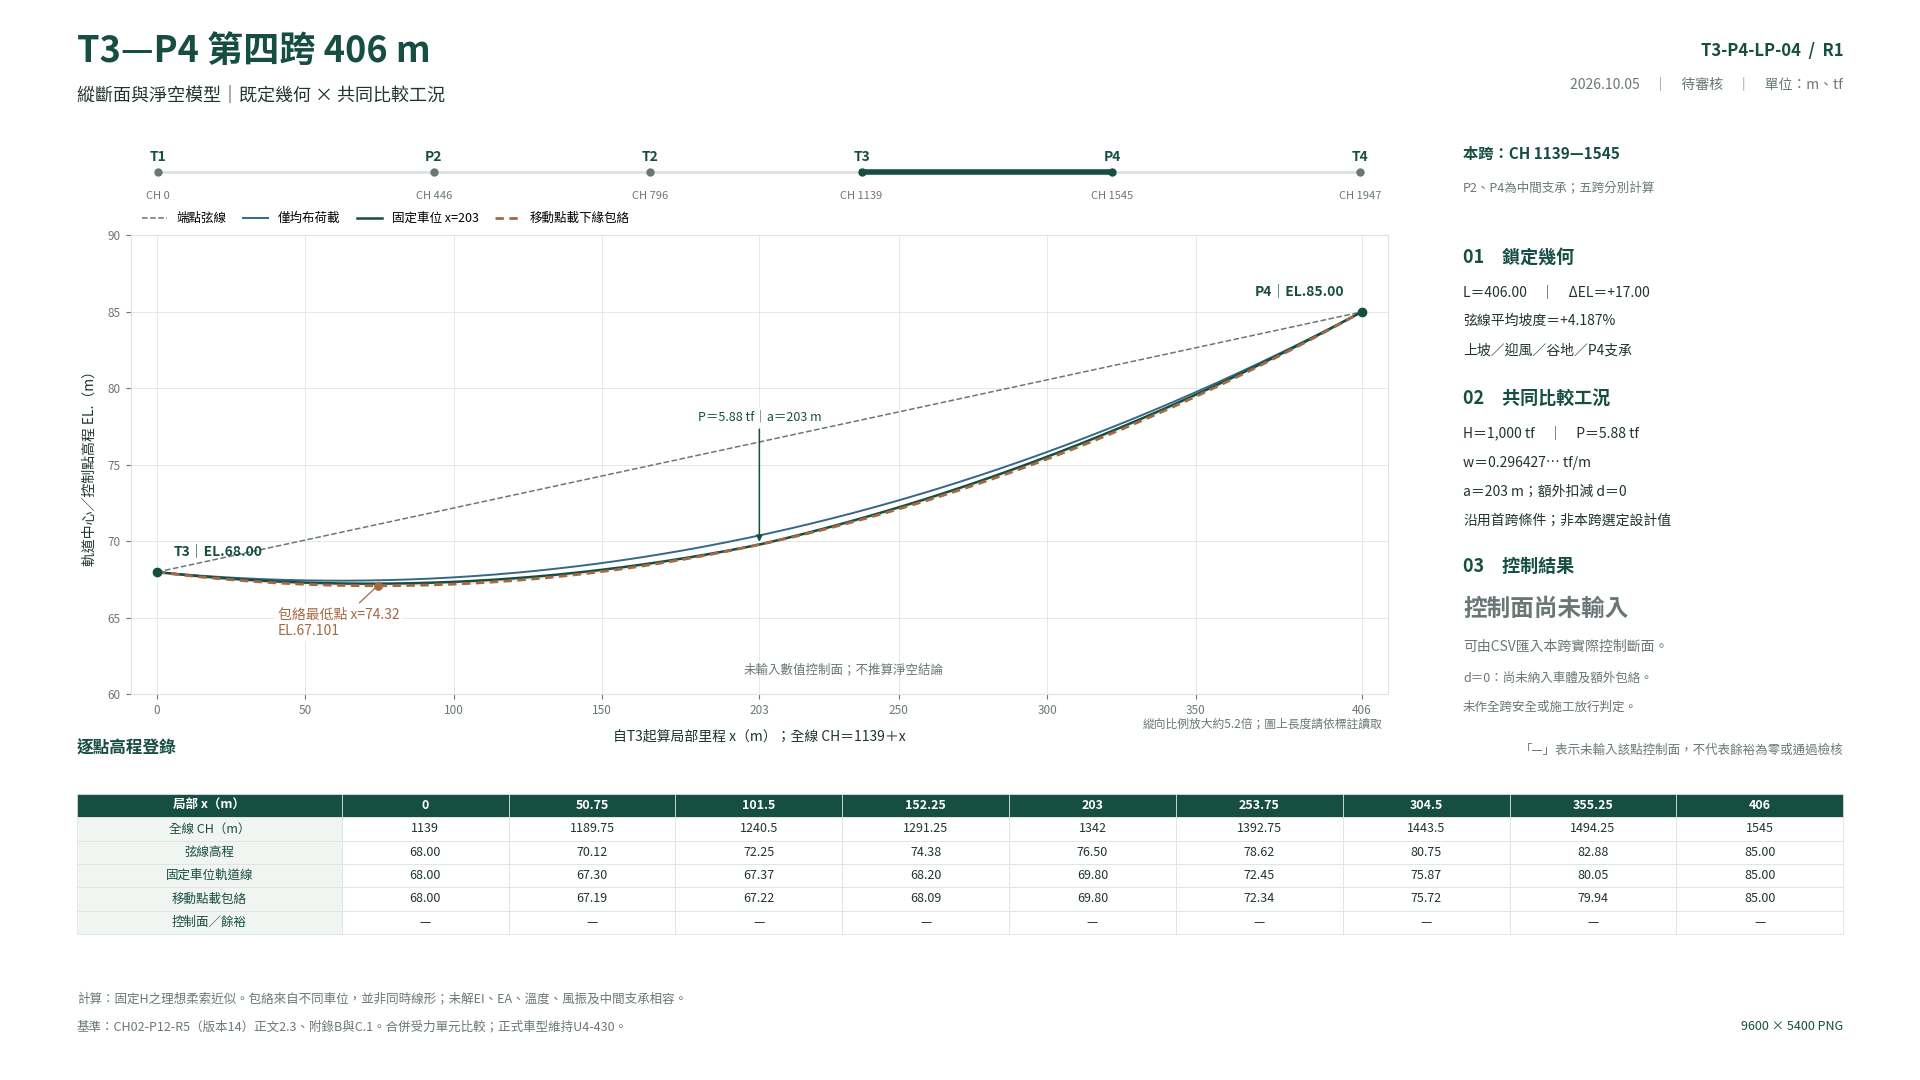 T3—P4 第四跨 406 m
縱斷面與淨空模型｜既定幾何 × 共同比較工況
T3-P4-LP-04 / R1
2026.10.05 ｜ 待審核 ｜ 單位：m、tf
T1 P2 T2 T3 P4 T4
CH 0 CH 446 CH 796 CH 1139 CH 1545 CH 1947
本跨：CH 1139—1545
P2、P4為中間支承；五跨分別計算
端點弦線 僅均布荷載 固定車位 x=203 移動點載下緣包絡
軌道中心／控制點高程 EL.（m）
90
85
80
75
70
65
60
P4｜EL.85.00
P＝5.88 tf｜a＝203 m
T3｜EL.68.00
包絡最低點 x=74.32
EL.67.101
未輸入數值控制面；不推算淨空結論
0 50 100 150 203 250 300 350 406
縱向比例放大約5.2倍；圖上長度請依標註讀取
自T3起算局部里程 x（m）；全線 CH＝1139＋x
01 鎖定幾何
L＝406.00 ｜ ΔEL＝+17.00
弦線平均坡度＝+4.187%
上坡／迎風／谷地／P4支承
02 共同比較工況
H＝1,000 tf ｜ P＝5.88 tf
w＝0.296427⋯ tf/m
a＝203 m；額外扣減 d＝0
沿用首跨條件；非本跨選定設計值
03 控制結果
控制面尚未輸入
可由CSV匯入本跨實際控制斷面。
d＝0：尚未納入車體及額外包絡。
未作全跨安全或施工放行判定。
逐點高程登錄
「—」表示未輸入該點控制面，不代表餘裕為零或通過檢核
局部 x（m） 0 50.75 101.5 152.25 203 253.75 304.5 355.25 406
全線 CH（m） 1139 1189.75 1240.5 1291.25 1342 1392.75 1443.5 1494.25 1545
弦線高程 68.00 70.12 72.25 74.38 76.50 78.62 80.75 82.88 85.00
固定車位軌道線 68.00 67.30 67.37 68.20 69.80 72.45 75.87 80.05 85.00
移動點載包絡 68.00 67.19 67.22 68.09 69.80 72.34 75.72 79.94 85.00
控制面／餘裕 — — — — — — — — —
計算：固定H之理想柔索近似。包絡來自不同車位，並非同時線形；未解EI、EA、溫度、風振及中間支承相容。
基準：CH02-P12-R5（版本14）正文2.3、附錄B與C.1。合併受力單元比較；正式車型維持U4-430。
9600 × 5400 PNG